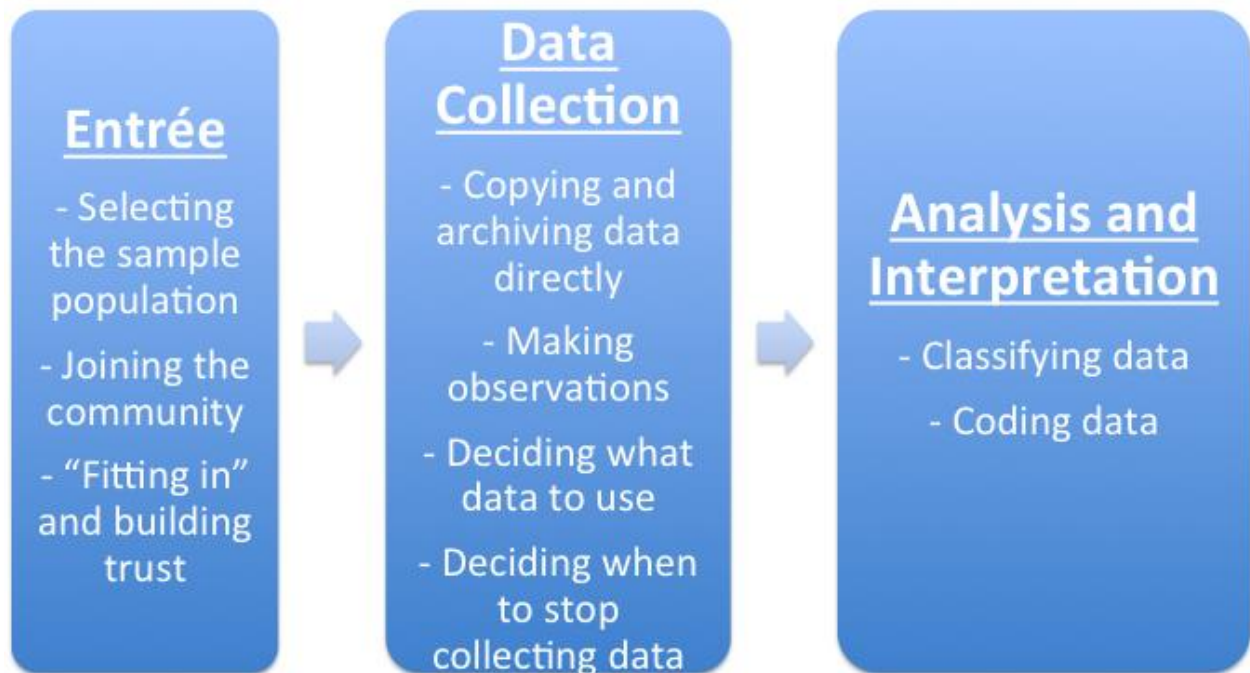 Entrée
- Selecting
the sample
population
- Joining the
community
- “Fitting in”
and building
trust
Data
Collection
- Copying and
archiving data
directly
- Making
observations
- Deciding what
data to use
- Deciding when
to stop
collecting data
Analysis and
Interpretation
- Classifying data
- Coding data